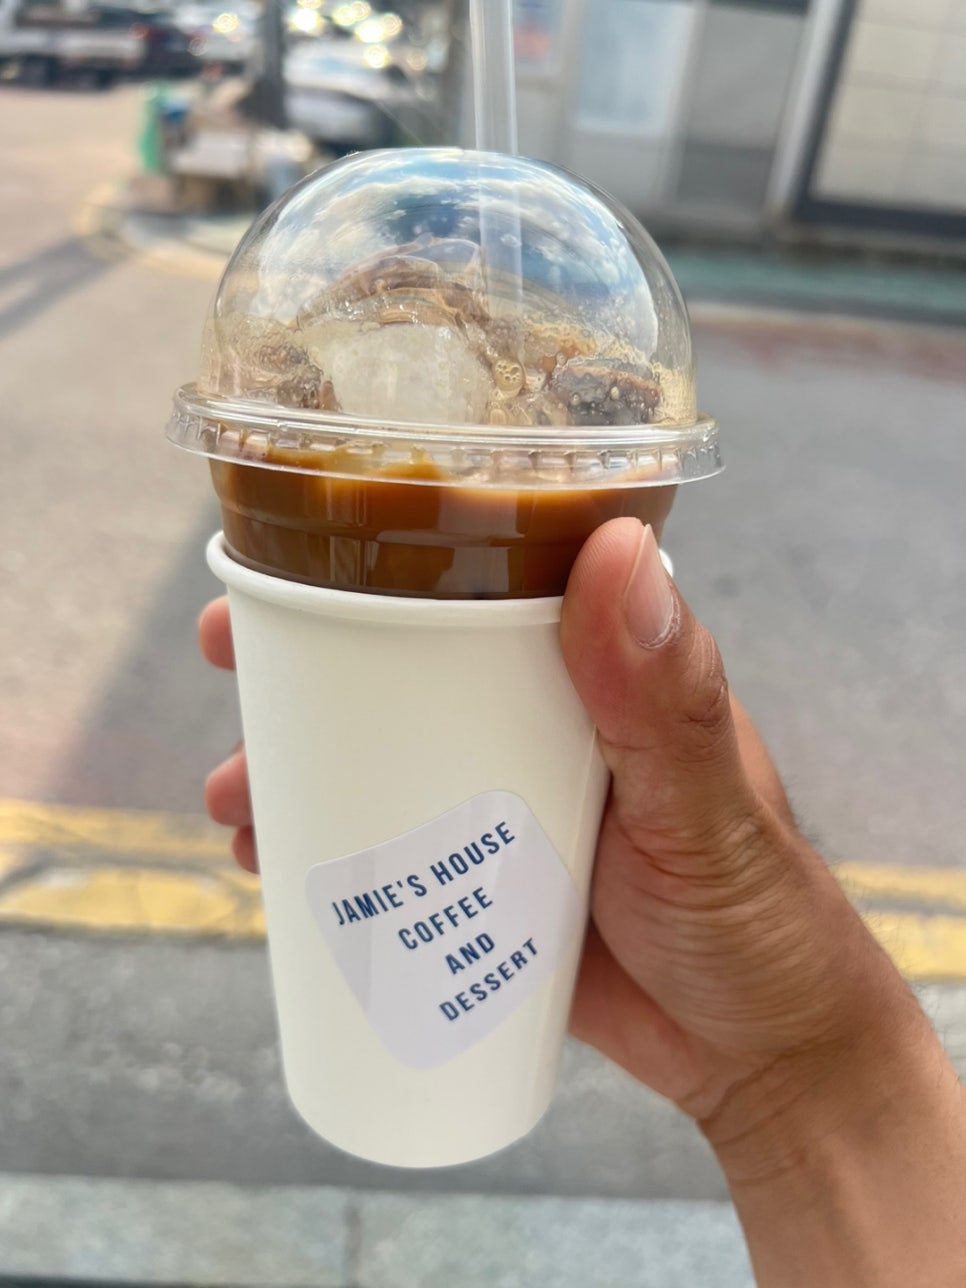 JAMIE'S HOUSE
COFFEE
AND
DESSERT